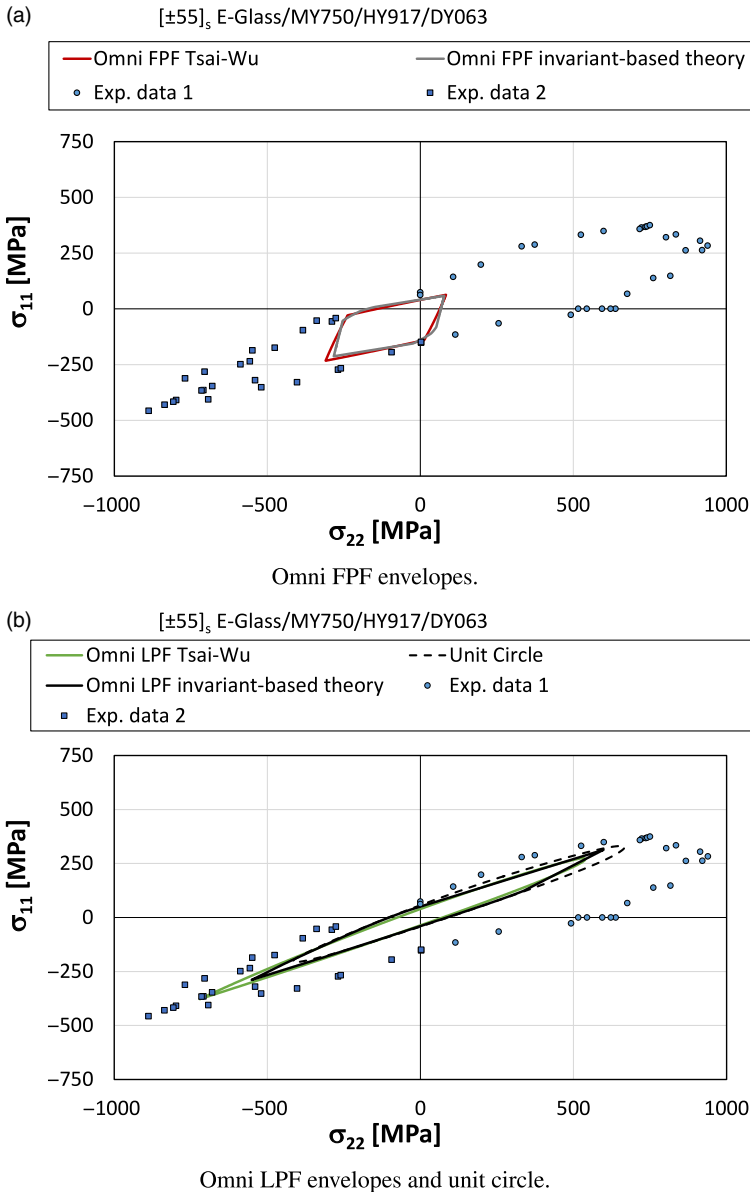 (a)
[±55]s E-Glass/MY750/HY917/DY063
Omni FPF Tsai-Wu
Omni FPF invariant-based theory
Exp. data 1
Exp. data 2
750
500
250
0
−250
−500
−750
σ11 [MPa]
−1000
−500
0
500
1000
σ22 [MPa]
Omni FPF envelopes.
(b)
[±55]s E-Glass/MY750/HY917/DY063
Omni LPF Tsai-Wu
Unit Circle
Omni LPF invariant-based theory
Exp. data 1
Exp. data 2
750
500
250
0
−250
−500
−750
σ11 [MPa]
−1000
−500
0
500
1000
σ22 [MPa]
Omni LPF envelopes and unit circle.